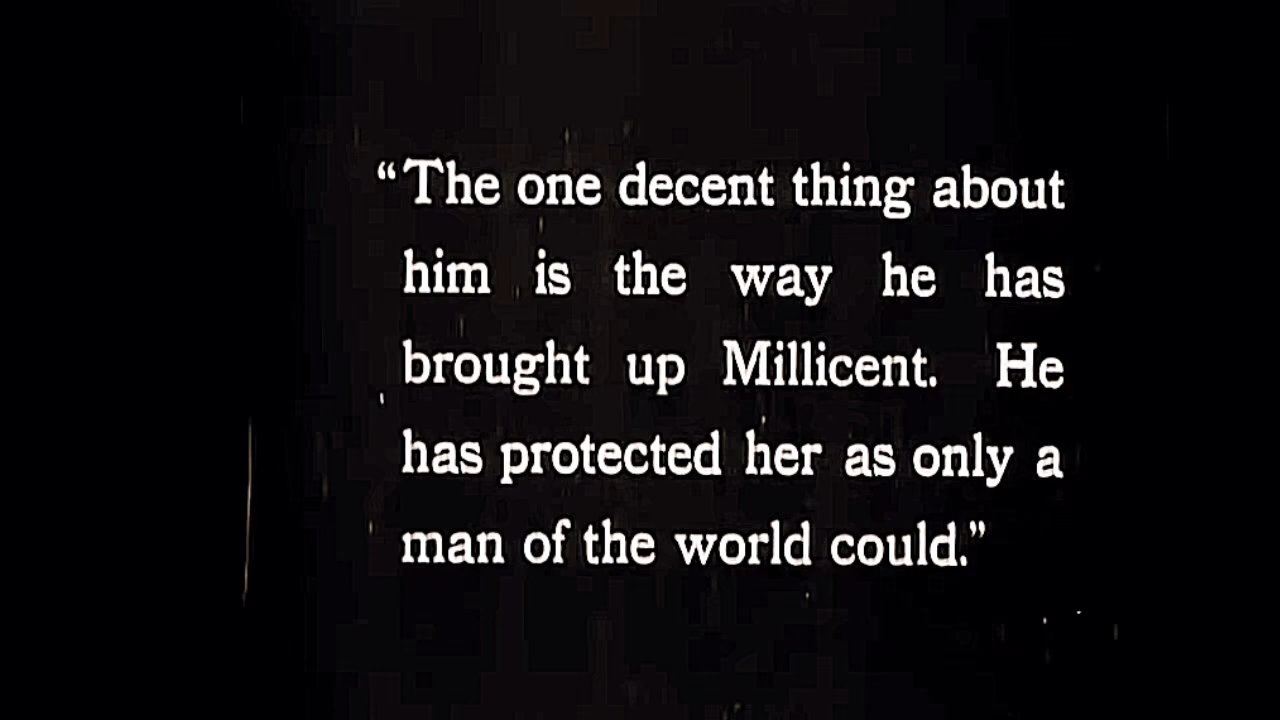 “The one decent thing about
him is the way he has
brought up Millicent. He
has protected her as only a
man of the world could.”